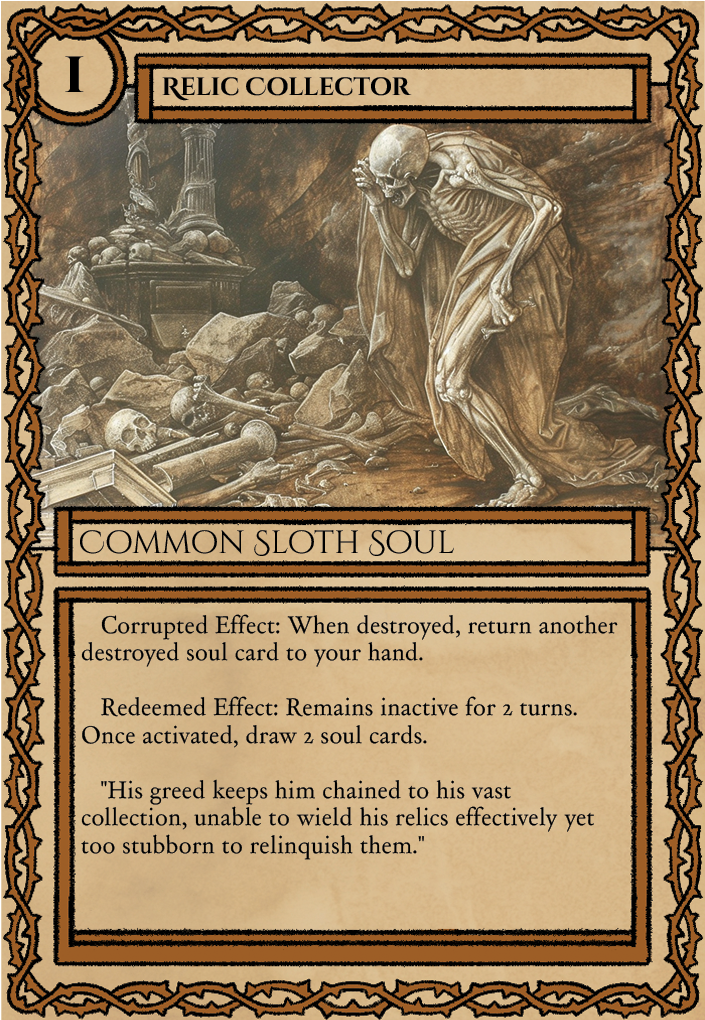 I
Relic Collector
Common Sloth Soul
Corrupted Effect: When destroyed, return another
destroyed soul card to your hand.
Redeemed Effect: Remains inactive for 2 turns.
Once activated, draw 2 soul cards.
"His greed keeps him chained to his vast
collection, unable to wield his relics effectively yet
too stubborn to relinquish them."